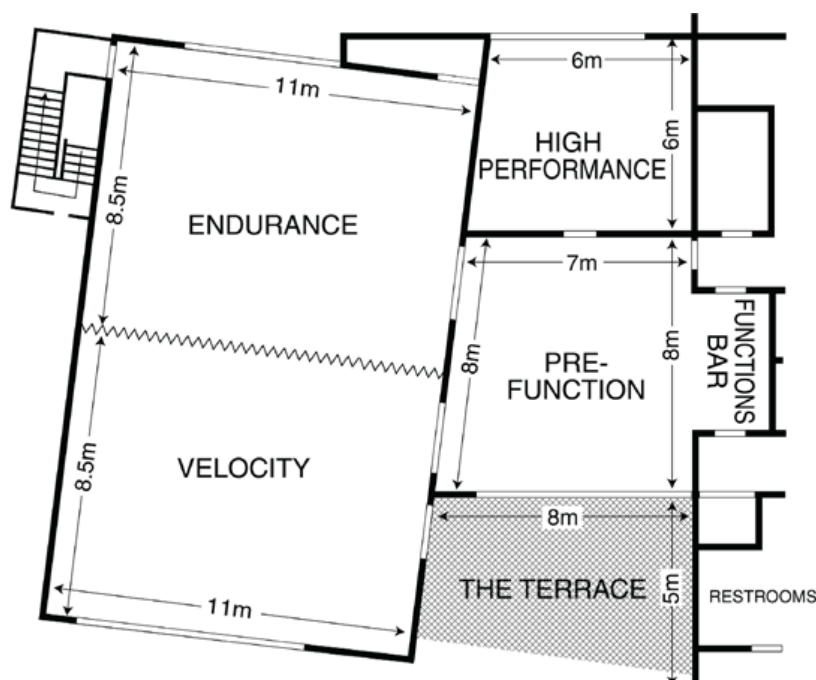 11m
8.5m
ENDURANCE
6m
HIGH
PERFORMANCE
6m
7m
8m
PRE-
FUNCTION
8m
FUNCTIONS
BAR
8.5m
VELOCITY
11m
8m
THE TERRACE
5m
RESTROOMS